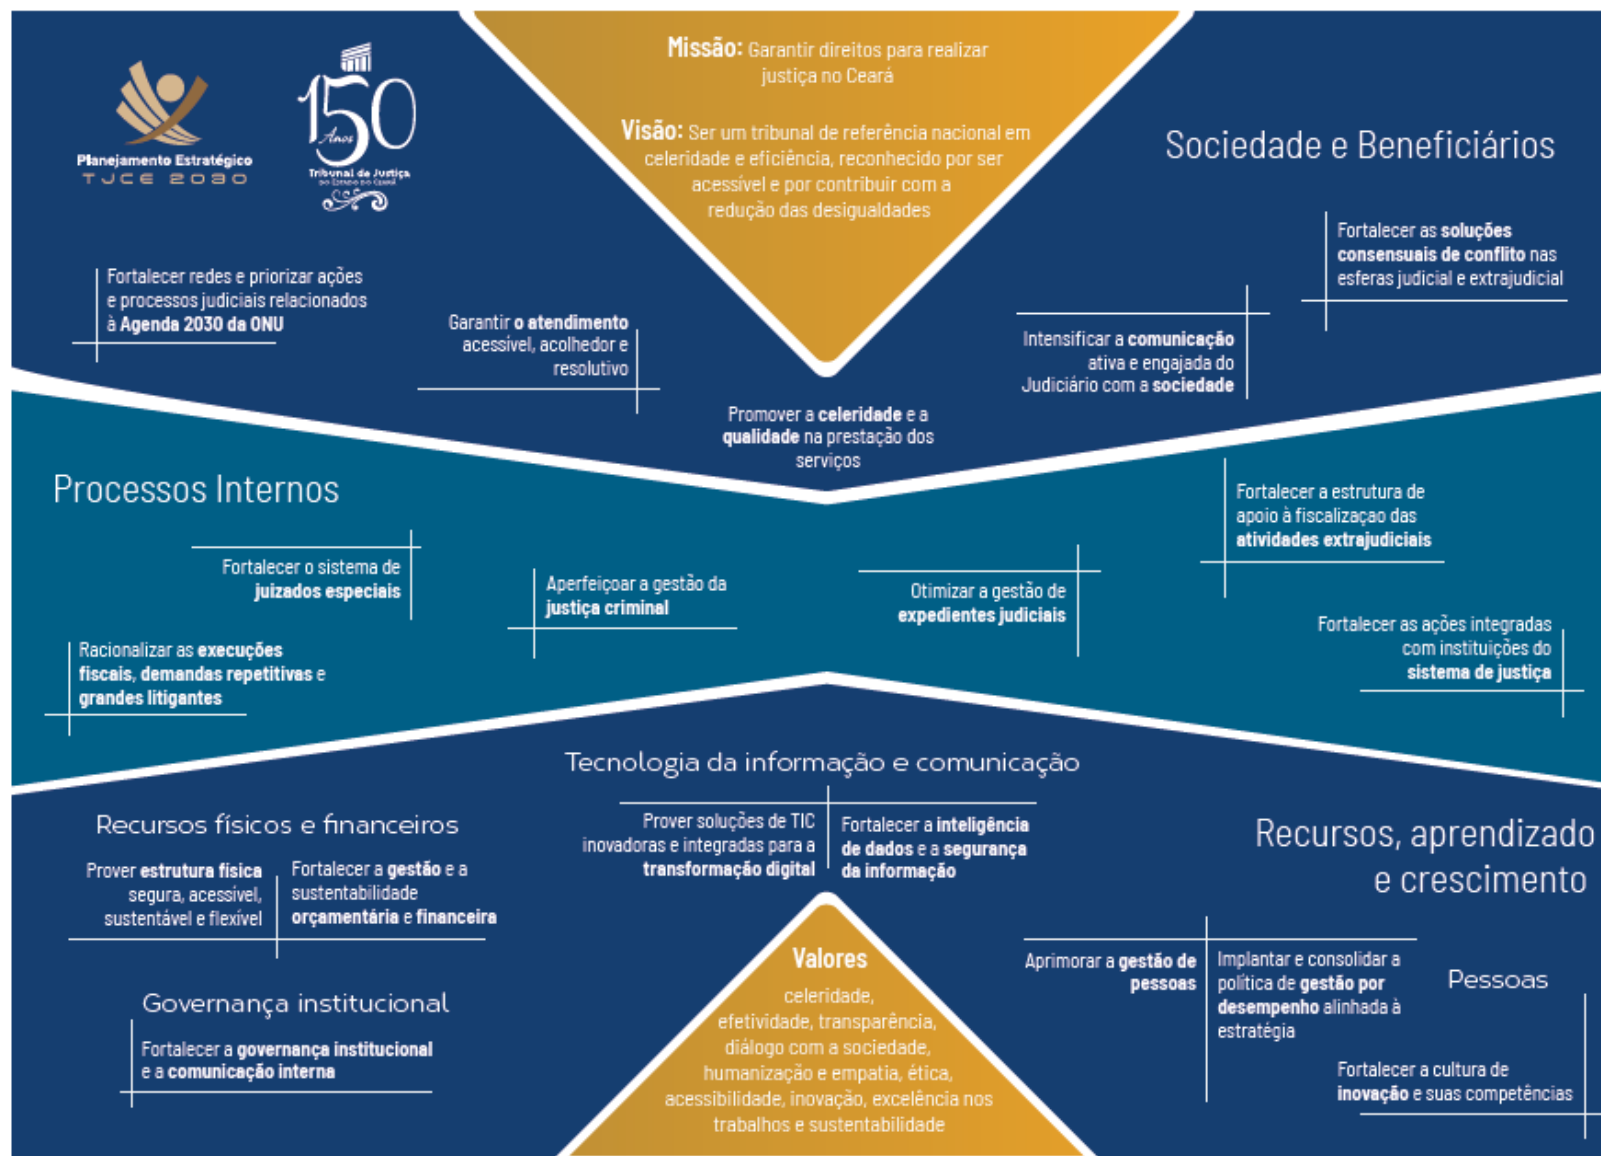 Missão: Garantir direitos para realizar
justiça no Ceará
Visão: Ser um tribunal de referência nacional em
celeridade e eficiência, reconhecido por ser
acessível e por contribuir com a
redução das desigualdades
Planejamento Estratégico
TJCE 2030
150
Anos
Tribunal de Justiça
DO ESTADO DO CEARÁ
Sociedade e Beneficiários
Fortalecer redes e priorizar ações
e processos judiciais relacionados
à Agenda 2030 da ONU
Garantir o atendimento
acessível, acolhedor e
resolutivo
Promover a celeridade e a
qualidade na prestação dos
serviços
Intensificar a comunicação
ativa e engajada do
Judiciário com a sociedade
Fortalecer as soluções
consensuais de conflito nas
esferas judicial e extrajudicial
Processos Internos
Racionalizar as execuções
fiscais, demandas repetitivas e
grandes litigantes
Fortalecer o sistema de
juizados especiais
Aperfeiçoar a gestão da
justiça criminal
Otimizar a gestão de
expedientes judiciais
Fortalecer a estrutura de
apoio à fiscalizaçao das
atividades extrajudiciais
Fortalecer as ações integradas
com instituições do
sistema de justiça
Recursos, aprendizado
e crescimento
Tecnologia da informação e comunicação
Prover soluções de TIC
inovadoras e integradas para a
transformação digital
Fortalecer a inteligência
de dados e a segurança
da informação
Recursos físicos e financeiros
Prover estrutura física
segura, acessível,
sustentável e flexível
Fortalecer a gestão e a
sustentabilidade
orçamentária e financeira
Governança institucional
Fortalecer a governança institucional
e a comunicação interna
Valores
celeridade,
efetividade, transparência,
diálogo com a sociedade,
humanização e empatia, ética,
acessibilidade, inovação, excelência nos
trabalhos e sustentabilidade
Pessoas
Aprimorar a gestão de
pessoas
Implantar e consolidar a
política de gestão por
desempenho alinhada à
estratégia
Fortalecer a cultura de
inovação e suas competências